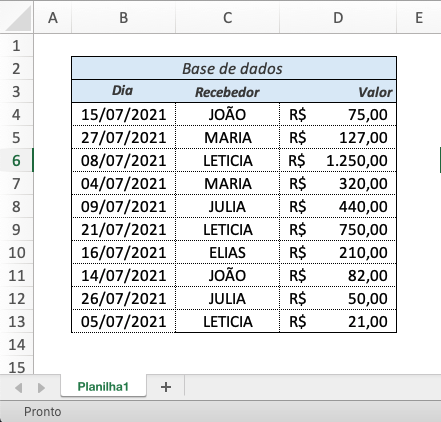 A B C D E
1
2 Base de dados
3 Dia Recebedor Valor
4 15/07/2021 JOÃO R$ 75,00
5 27/07/2021 MARIA R$ 127,00
6 08/07/2021 LETICIA R$ 1.250,00
7 04/07/2021 MARIA R$ 320,00
8 09/07/2021 JULIA R$ 440,00
9 21/07/2021 LETICIA R$ 750,00
10 16/07/2021 ELIAS R$ 210,00
11 14/07/2021 JOÃO R$ 82,00
12 26/07/2021 JULIA R$ 50,00
13 05/07/2021 LETICIA R$ 21,00
14
15
Planilha1 +
Pronto